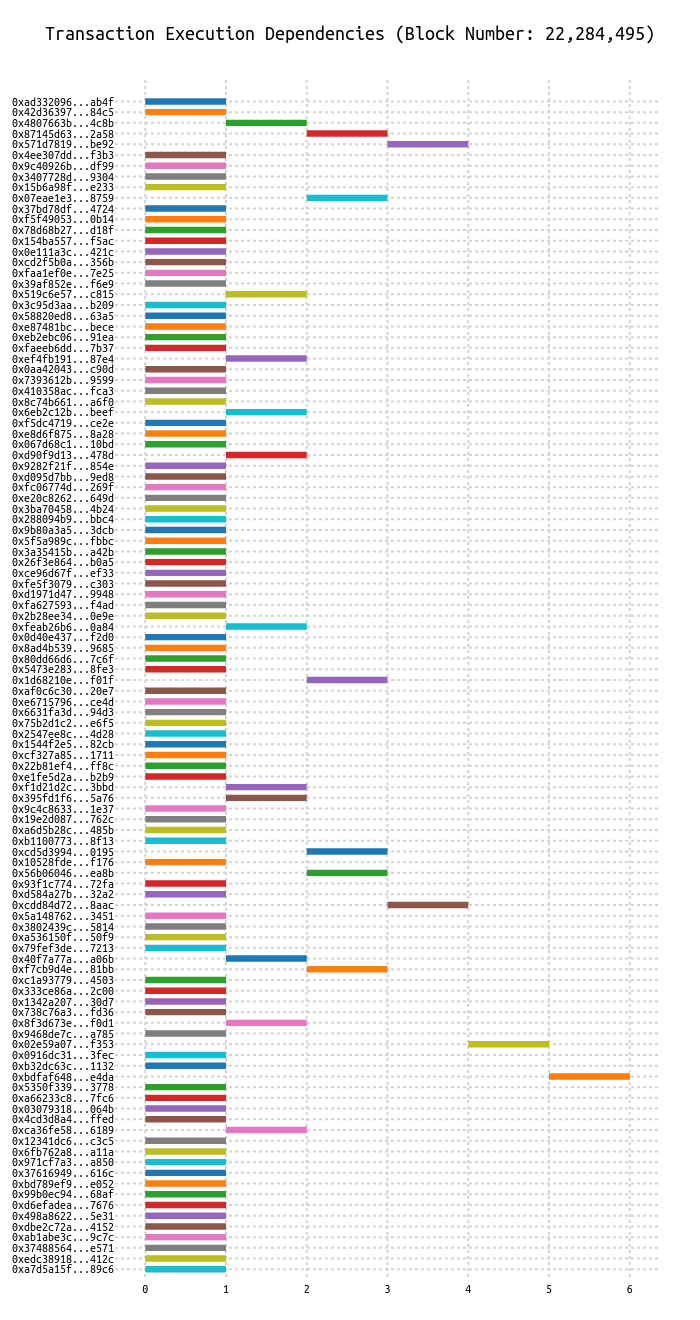 Transaction Execution Dependencies (Block Number: 22,284,495)
0xad332096...ab4f
0x42d36397...84c5
0x4807663b...4c8b
0x87145d63...2a58
0x571d7819...be92
0x4ee307dd...f3b3
0x9c40926b...df99
0x3407728d...9304
0x15b6a98f...e233
0x07eae1e3...8759
0x37bd78df...4724
0xf5f49053...0b14
0x78d68b27...d18f
0x154ba557...f5ac
0x0e111a3c...421c
0xcd2f5b0a...356b
0xfaa1ef0e...7e25
0x39af852e...f6e9
0x519c6e57...c815
0x3c95d3aa...b209
0x58820ed8...63a5
0xe87481bc...bece
0xeb2ebc06...91ea
0xfaeeb6dd...7b37
0xef4fb191...87e4
0x0aa42043...c90d
0x7393612b...9599
0x410358ac...fca3
0x8c74b661...a6f0
0x6eb2c12b...beef
0xf5dc4719...ce2e
0xe8d6f875...8a28
0x067d68c1...10bd
0xd90f9d13...478d
0x9282f21f...854e
0xd095d7bb...9ed8
0xfc06774d...269f
0xe20c8262...649d
0x3ba70458...4b24
0x288094b9...bbc4
0x9b80a3a5...3dcb
0x5f5a989c...fbbc
0x3a35415b...a42b
0x26f3e864...b0a5
0xce96d67f...ef33
0xfe5f3079...c303
0xd1971d47...9948
0xfa627593...f4ad
0x2b28ee34...0e9e
0xfeab26b6...0a84
0x0d40e437...f2d0
0x8ad4b539...9685
0x80dd66d6...7c6f
0x5473e283...8fe3
0x1d68210e...f01f
0xaf0c6c30...20e7
0xe6715796...ce4d
0x6631fa3d...94d3
0x75b2d1c2...e6f5
0x2547ee8c...4d28
0x1544f2e5...82cb
0xcf327a85...1711
0x22b81ef4...ff8c
0xe1fe5d2a...b2b9
0xf1d21d2c...3bbd
0x395fd1f6...5a76
0x9c4c8633...1e37
0x19e2d087...762c
0xa6d5b28c...485b
0xb1100773...8f13
0xcd5d3994...0195
0x10528fde...f176
0x56b06046...ea8b
0x93f1c774...72fa
0xd584a27b...32a2
0xcdd84d72...8aac
0x5a148762...3451
0x3802439c...5814
0xa536150f...50f9
0x79fef3de...7213
0x40f7a77a...a06b
0xf7cb9d4e...81bb
0xc1a93779...4503
0x333ce86a...2c00
0x1342a207...30d7
0x738c76a3...fd36
0x8f3d673e...f0d1
0x9468de7c...a785
0x02e59a07...f353
0x0916dc31...3fec
0xb32dc63c...1132
0xbdfaf648...e4da
0x5350f339...3778
0xa66233c8...7fc6
0x03079318...064b
0x4cd3d8a4...ffed
0xca36fe58...6189
0x12341dc6...c3c5
0x6fb762a8...a11a
0x971cf7a3...a850
0x37616949...616c
0xbd789ef9...e052
0x99b0ec94...68af
0xd6efadea...7676
0x498a8622...5e31
0xdbe2c72a...4152
0xab1abe3c...9c7c
0x37488564...e571
0xedc38918...412c
0xa7d5a15f...89c6
0 1 2 3 4 5 6